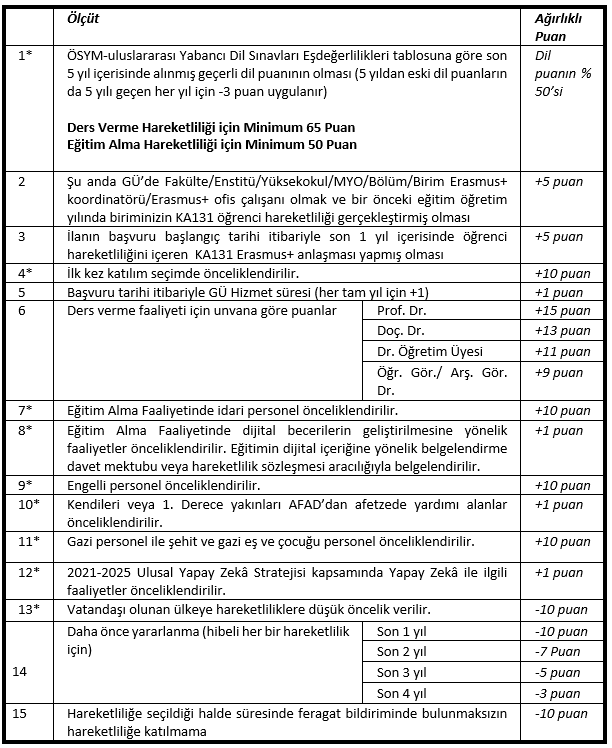 Ölçüt
Ağırlıklı
Puan
1*
ÖSYM-uluslararası Yabancı Dil Sınavları Eşdeğerlilikleri tablosuna göre son
5 yıl içerisinde alınmış geçerli dil puanının olması (5 yıldan eski dil puanların
da 5 yılı geçen her yıl için -3 puan uygulanır)
Ders Verme Hareketliliği için Minimum 65 Puan
Eğitim Alma Hareketliliği için Minimum 50 Puan
Dil
puanın %
50'si
2
Şu anda GÜ'de Fakülte/Enstitü/Yüksekokul/MYO/Bölüm/Birim Erasmus+
koordinatörü/Erasmus+ ofis çalışanı olmak ve bir önceki eğitim öğretim
yılında biriminizin KA131 öğrenci hareketliliği gerçekleştirmiş olması
+5 puan
3
İlanın başvuru başlangıç tarihi itibariyle son 1 yıl içerisinde öğrenci
hareketliliğini içeren KA131 Erasmus+ anlaşması yapmış olması
+5 puan
4*
İlk kez katılım seçimde önceliklendirilir.
+10 puan
5
Başvuru tarihi itibariyle GÜ Hizmet süresi (her tam yıl için +1)
+1 puan
6
Ders verme faaliyeti için unvana göre puanlar
Prof. Dr.
+15 puan
Doç. Dr.
+13 puan
Dr. Öğretim Üyesi
+11 puan
Öğr. Gör./ Arş. Gör.
Dr.
+9 puan
7*
Eğitim Alma Faaliyetinde idari personel önceliklendirilir.
+10 puan
8*
Eğitim Alma Faaliyetinde dijital becerilerin geliştirilmesine yönelik
faaliyetler önceliklendirilir. Eğitimin dijital içeriğine yönelik belgelendirme
davet mektubu veya hareketlilik sözleşmesi aracılığıyla belgelendirilir.
+1 puan
9*
Engelli personel önceliklendirilir.
+10 puan
10*
Kendileri veya 1. Derece yakınları AFAD'dan afetzede yardımı alanlar
önceliklendirilir.
+1 puan
11*
Gazi personel ile şehit ve gazi eş ve çocuğu personel önceliklendirilir.
+10 puan
12*
2021-2025 Ulusal Yapay Zekâ Stratejisi kapsamında Yapay Zekâ ile ilgili
faaliyetler önceliklendirilir.
+1 puan
13*
Vatandaşı olunan ülkeye hareketliliklere düşük öncelik verilir.
-10 puan
14
Daha önce yararlanma (hibeli her bir hareketlilik
için)
Son 1 yıl
-10 puan
Son 2 yıl
-7 Puan
Son 3 yıl
-5 puan
Son 4 yıl
-3 puan
15
Hareketliliğe seçildiği halde süresinde feragat bildiriminde bulunmaksızın
hareketliliğe katılmama
-10 puan